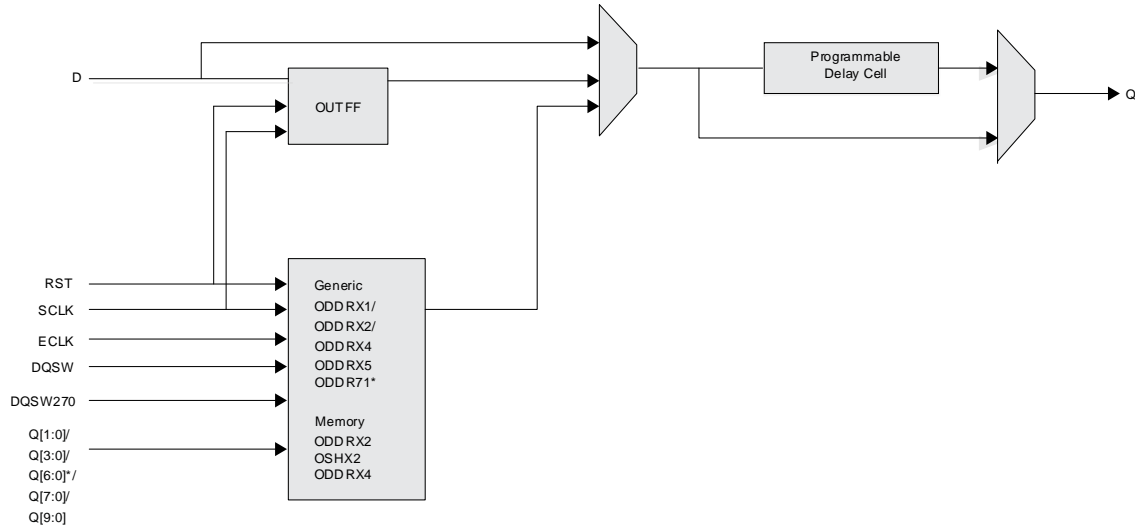 D
OUTFF
Programmable
Delay Cell
Q
RST
SCLK
ECLK
DQSW
DQSW270
Q[1:0]/
Q[3:0]/
Q[6:0]*/
Q[7:0]/
Q[9:0]
Generic
ODDRX1/
ODDRX2/
ODDRX4
ODDRX5
ODDR71*
Memory
ODDRX2
OSHX2
ODDRX4